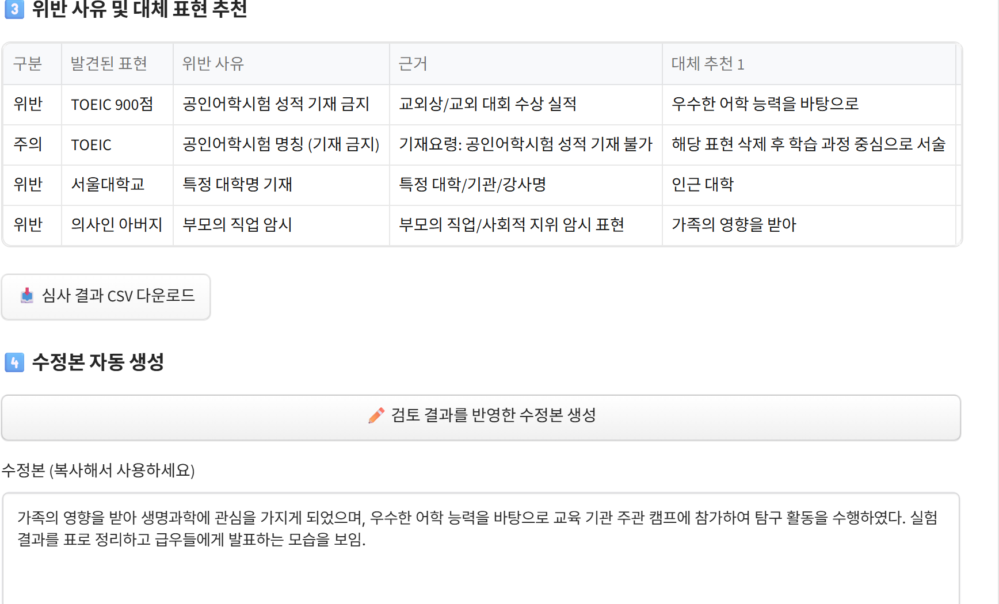 3 위반 사유 및 대체 표현 추천
구분 발견된 표현 위반 사유 근거 대체 추천 1
위반 TOEIC 900점 공인어학시험 성적 기재 금지 교외상/교외 대회 수상 실적 우수한 어학 능력을 바탕으로
주의 TOEIC 공인어학시험 명칭 (기재 금지) 기재요령: 공인어학시험 성적 기재 불가 해당 표현 삭제 후 학습 과정 중심으로 서술
위반 서울대학교 특정 대학명 기재 특정 대학/기관/강사명 인근 대학
위반 의사인 아버지 부모의 직업 암시 부모의 직업/사회적 지위 암시 표현 가족의 영향을 받아
심사 결과 CSV 다운로드
4 수정본 자동 생성
검토 결과를 반영한 수정본 생성
수정본 (복사해서 사용하세요)
가족의 영향을 받아 생명과학에 관심을 가지게 되었으며, 우수한 어학 능력을 바탕으로 교육 기관 주관 캠프에 참가하여 탐구 활동을 수행하였다. 실험
결과를 표로 정리하고 급우들에게 발표하는 모습을 보임.